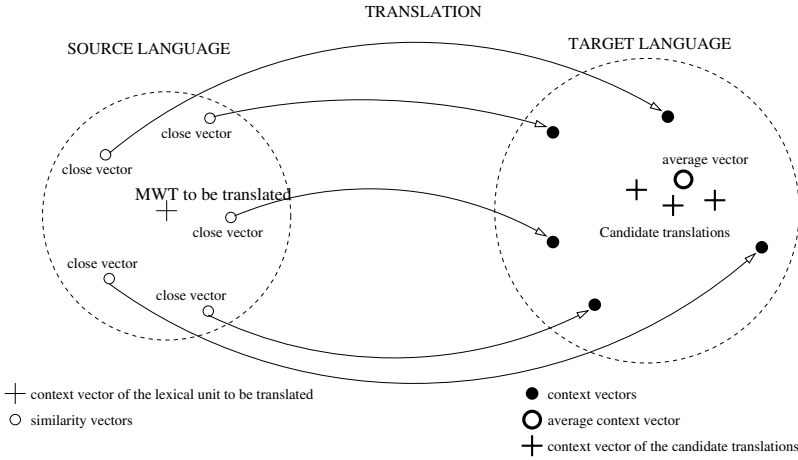 TRANSLATION
SOURCE LANGUAGE
TARGET LANGUAGE
close vector
close vector
average vector
MWT to be translated
close vector
Candidate translations
close vector
close vector
context vector of the lexical unit to be translated
similarity vectors
context vectors
average context vector
context vector of the candidate translations